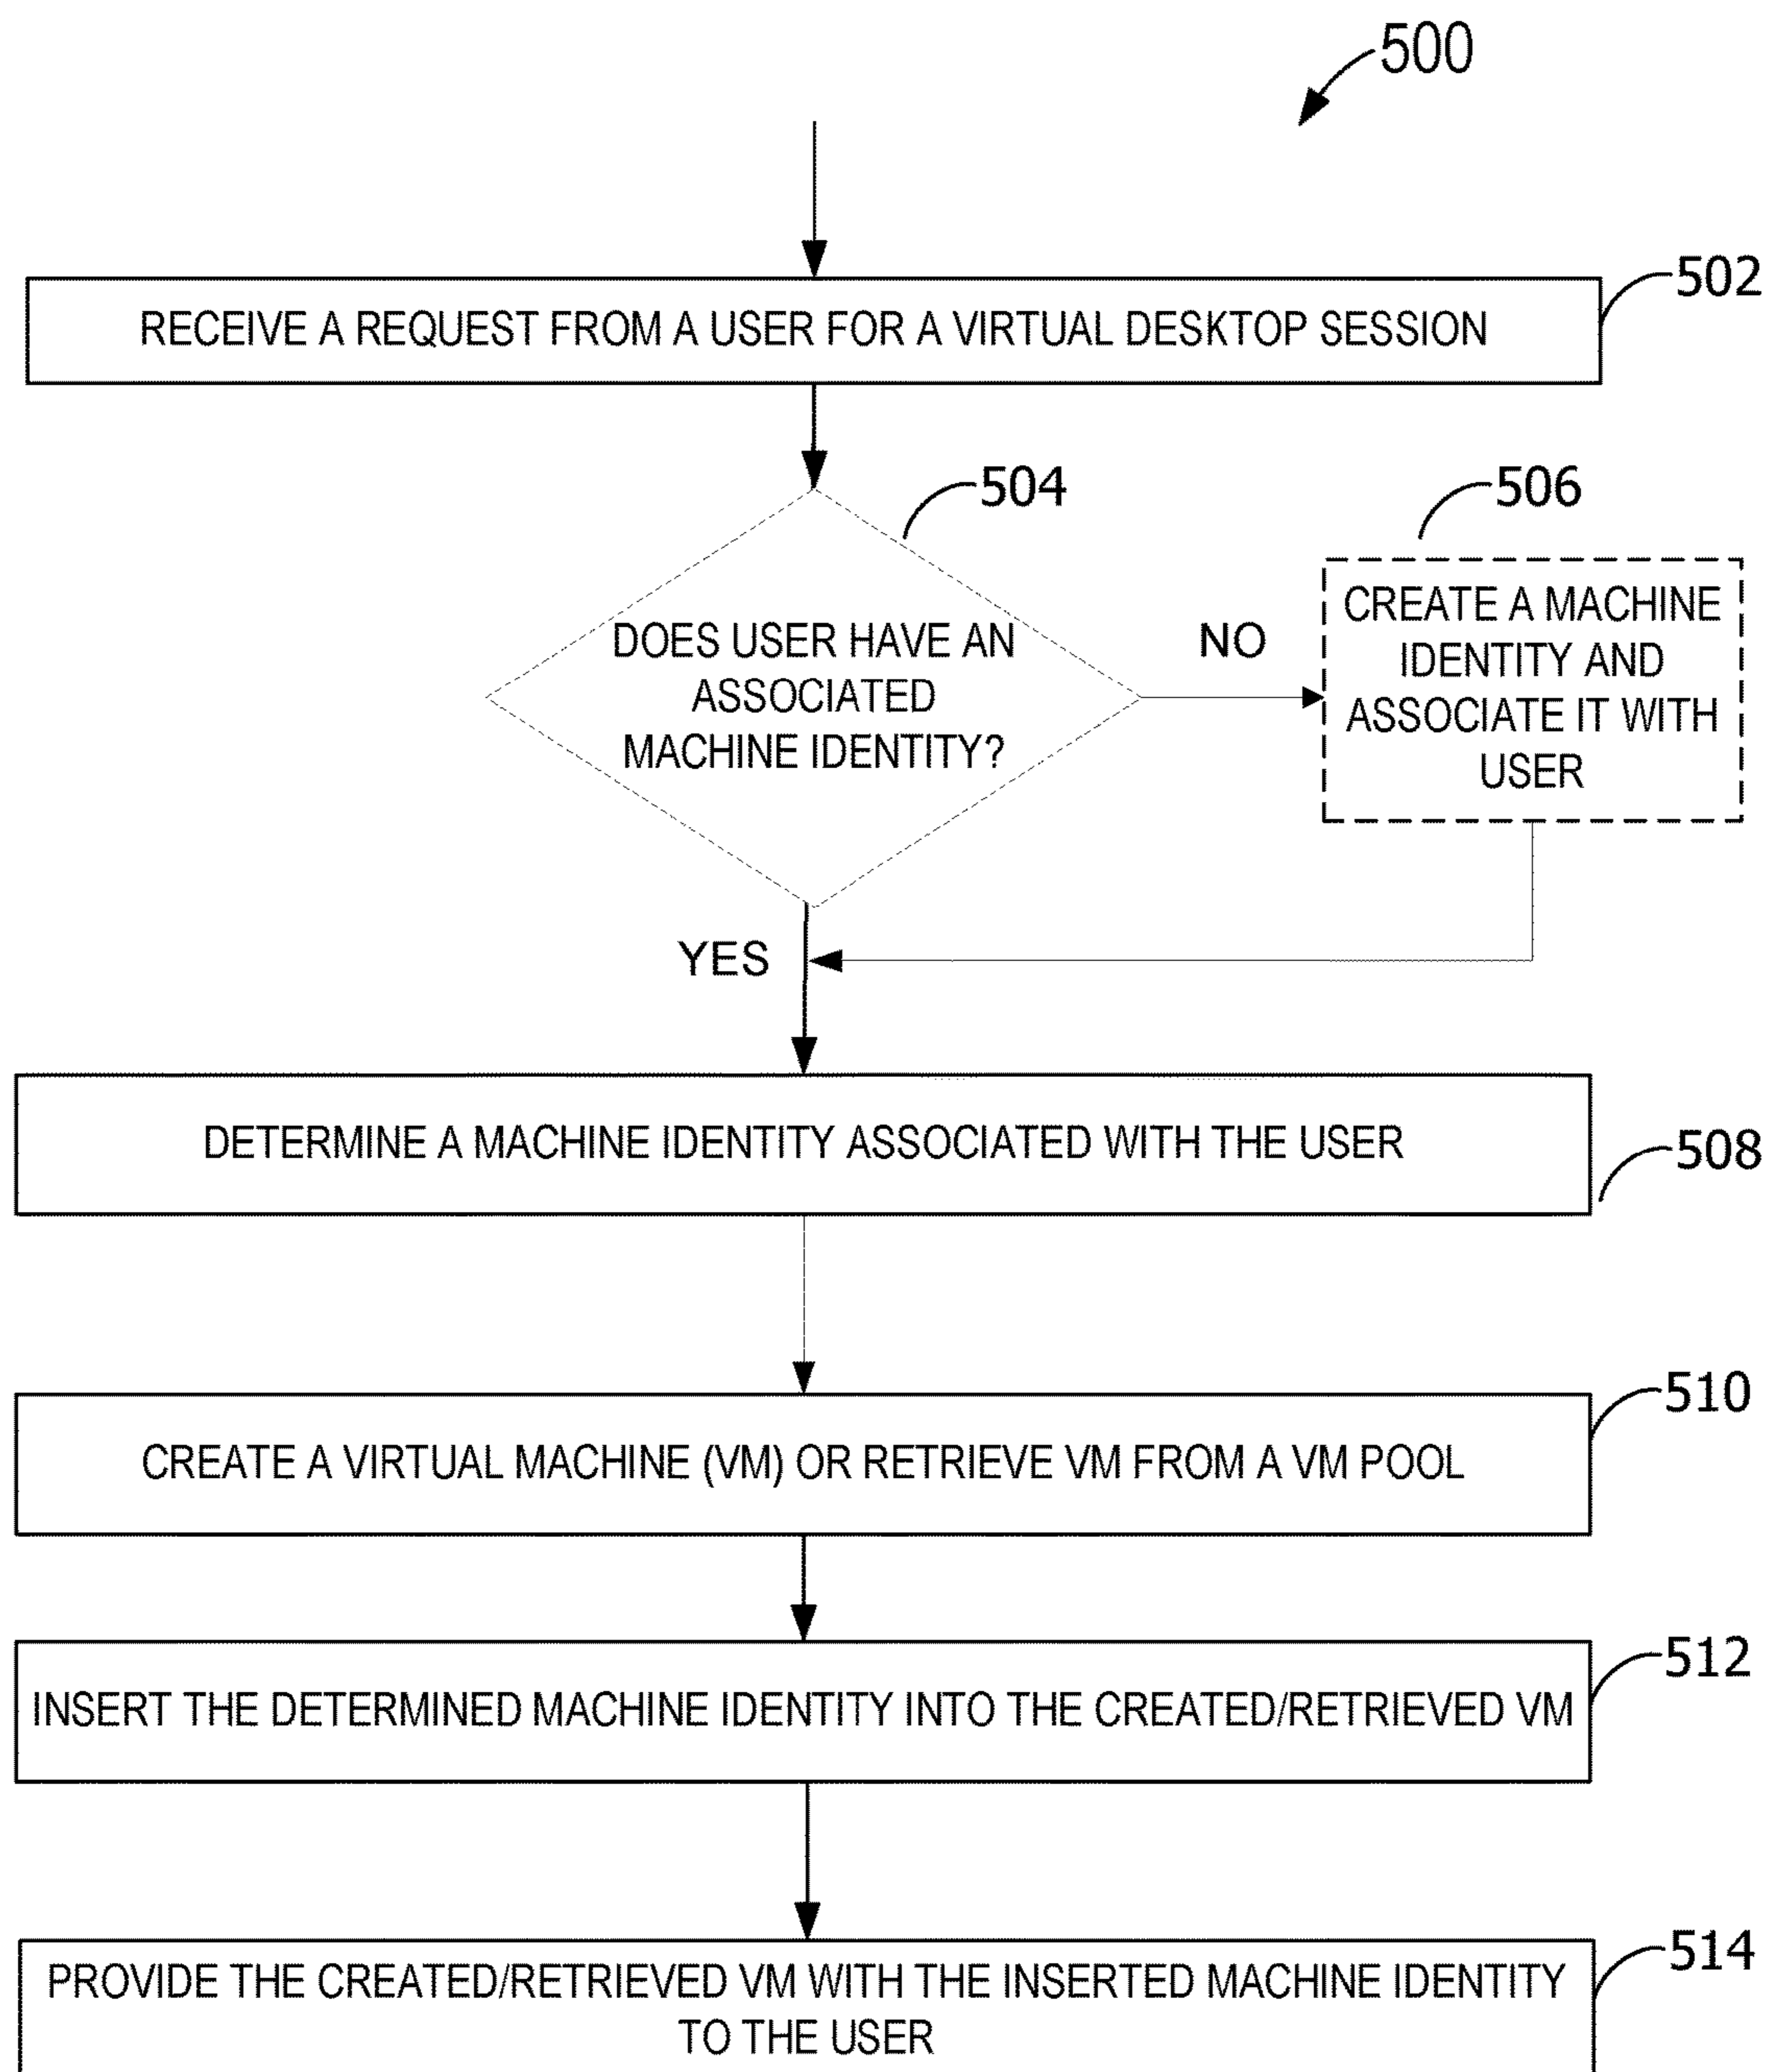 500
RECEIVE A REQUEST FROM A USER FOR A VIRTUAL DESKTOP SESSION
502
504
506
DOES USER HAVE AN
ASSOCIATED
MACHINE IDENTITY?
NO
CREATE A MACHINE
IDENTITY AND
ASSOCIATE IT WITH
USER
YES
DETERMINE A MACHINE IDENTITY ASSOCIATED WITH THE USER
508
CREATE A VIRTUAL MACHINE (VM) OR RETRIEVE VM FROM A VM POOL
510
INSERT THE DETERMINED MACHINE IDENTITY INTO THE CREATED/RETRIEVED VM
512
PROVIDE THE CREATED/RETRIEVED VM WITH THE INSERTED MACHINE IDENTITY
TO THE USER
514